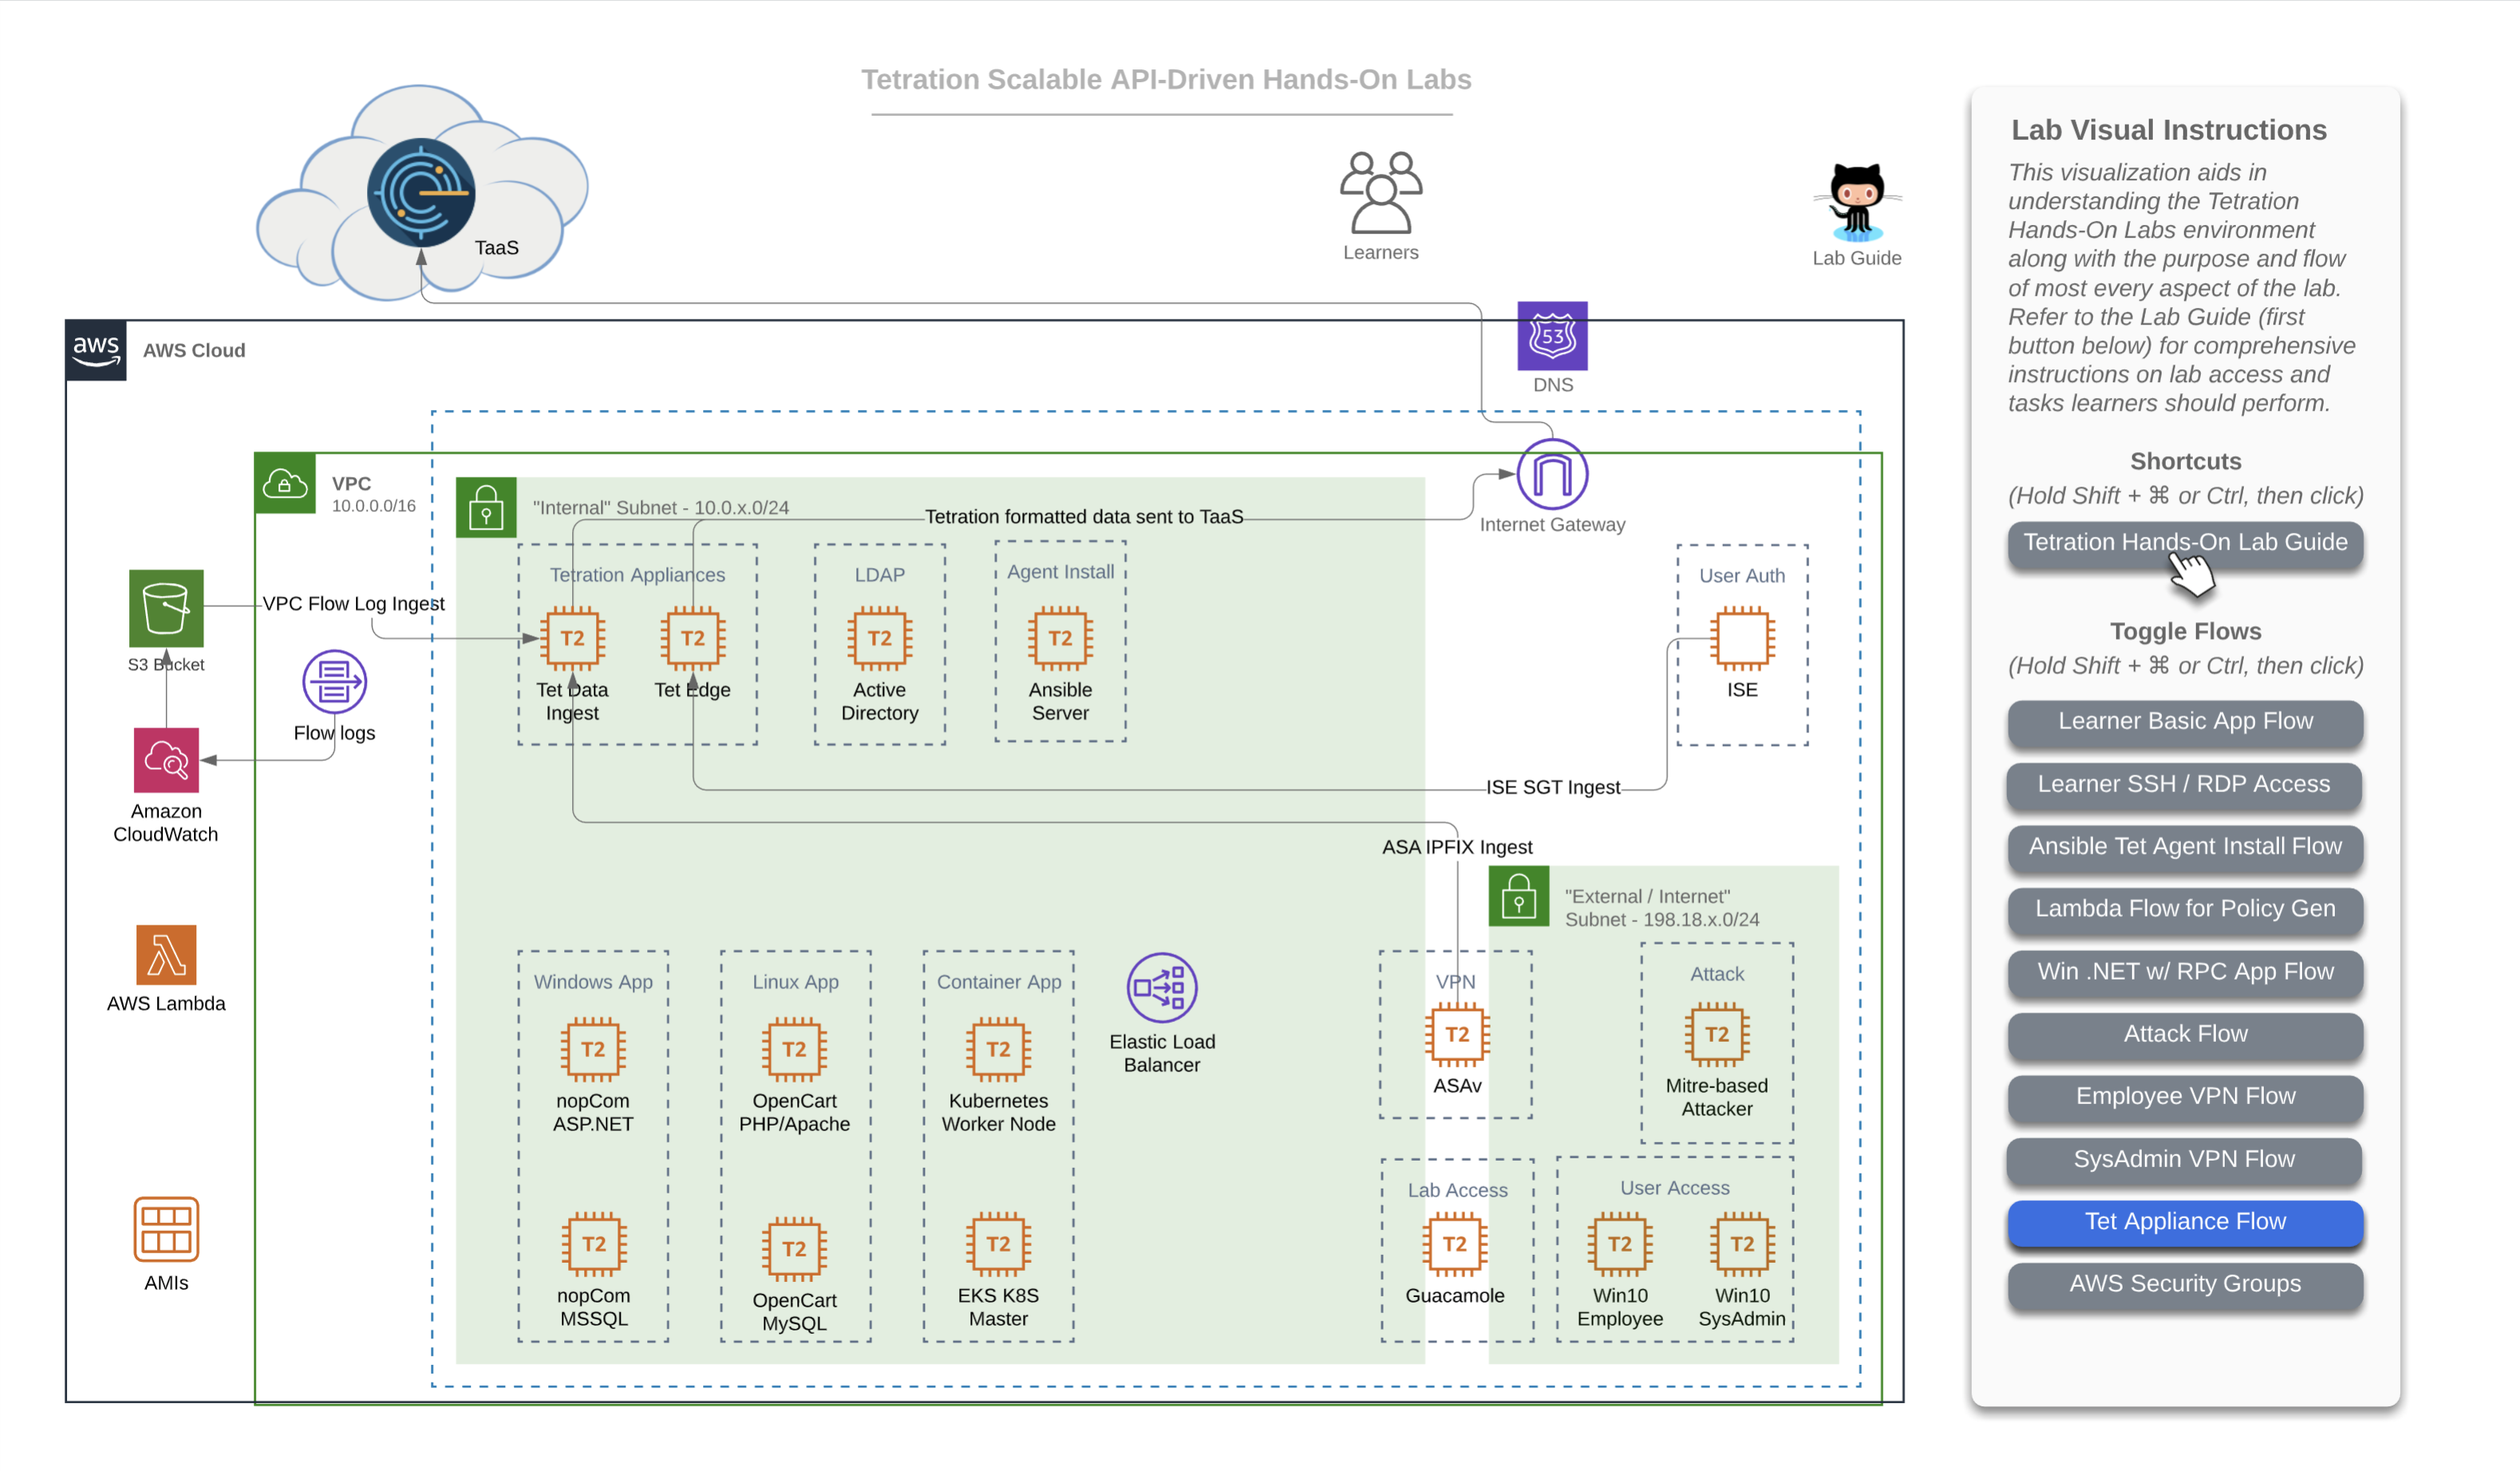 Tetration Scalable API-Driven Hands-On Labs
TaaS
Learners
Lab Guide
aws
AWS Cloud
53
DNS
VPC
10.0.0.0/16
"Internal" Subnet - 10.0.x.0/24
Tetration formatted data sent to TaaS
Internet Gateway
Tetration Appliances
LDAP
Agent Install
User Auth
S3 Bucket
VPC Flow Log Ingest
Flow logs
T2
Tet Data
Ingest
T2
Tet Edge
T2
Active
Directory
T2
Ansible
Server
ISE
Amazon
CloudWatch
ISE SGT Ingest
ASA IPFIX Ingest
"External / Internet"
Subnet - 198.18.x.0/24
AWS Lambda
AMIs
Windows App
T2
nopCom
ASP.NET
T2
nopCom
MSSQL
Linux App
T2
OpenCart
PHP/Apache
T2
OpenCart
MySQL
Container App
T2
Kubernetes
Worker Node
T2
EKS K8S
Master
Elastic Load
Balancer
VPN
T2
ASAv
Attack
T2
Mitre-based
Attacker
Lab Access
T2
Guacamole
User Access
T2
Win10
Employee
T2
Win10
SysAdmin
Lab Visual Instructions
This visualization aids in
understanding the Tetration
Hands-On Labs environment
along with the purpose and flow
of most every aspect of the lab.
Refer to the Lab Guide (first
button below) for comprehensive
instructions on lab access and
tasks learners should perform.
Shortcuts
(Hold Shift + ⌘ or Ctrl, then click)
Tetration Hands-On Lab Guide
Toggle Flows
(Hold Shift + ⌘ or Ctrl, then click)
Learner Basic App Flow
Learner SSH / RDP Access
Ansible Tet Agent Install Flow
Lambda Flow for Policy Gen
Win .NET w/ RPC App Flow
Attack Flow
Employee VPN Flow
SysAdmin VPN Flow
Tet Appliance Flow
AWS Security Groups